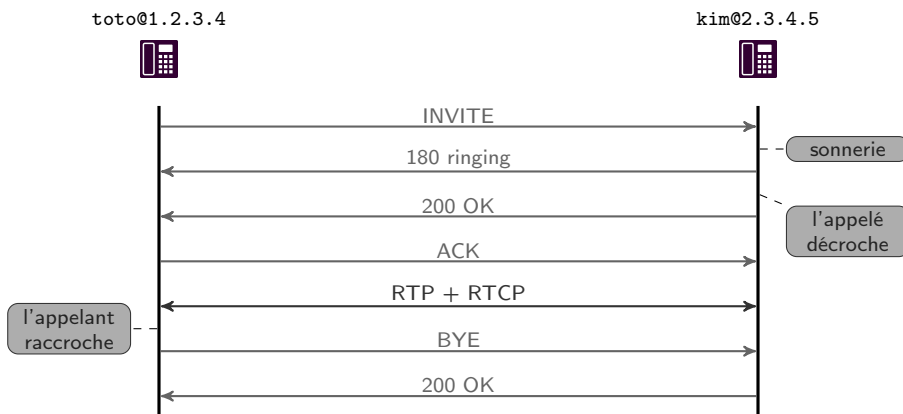 toto@1.2.3.4
kim@2.3.4.5
INVITE
sonnerie
180 ringing
200 OK
l'appelé
décroche
ACK
RTP + RTCP
l'appelant
raccroche
BYE
200 OK